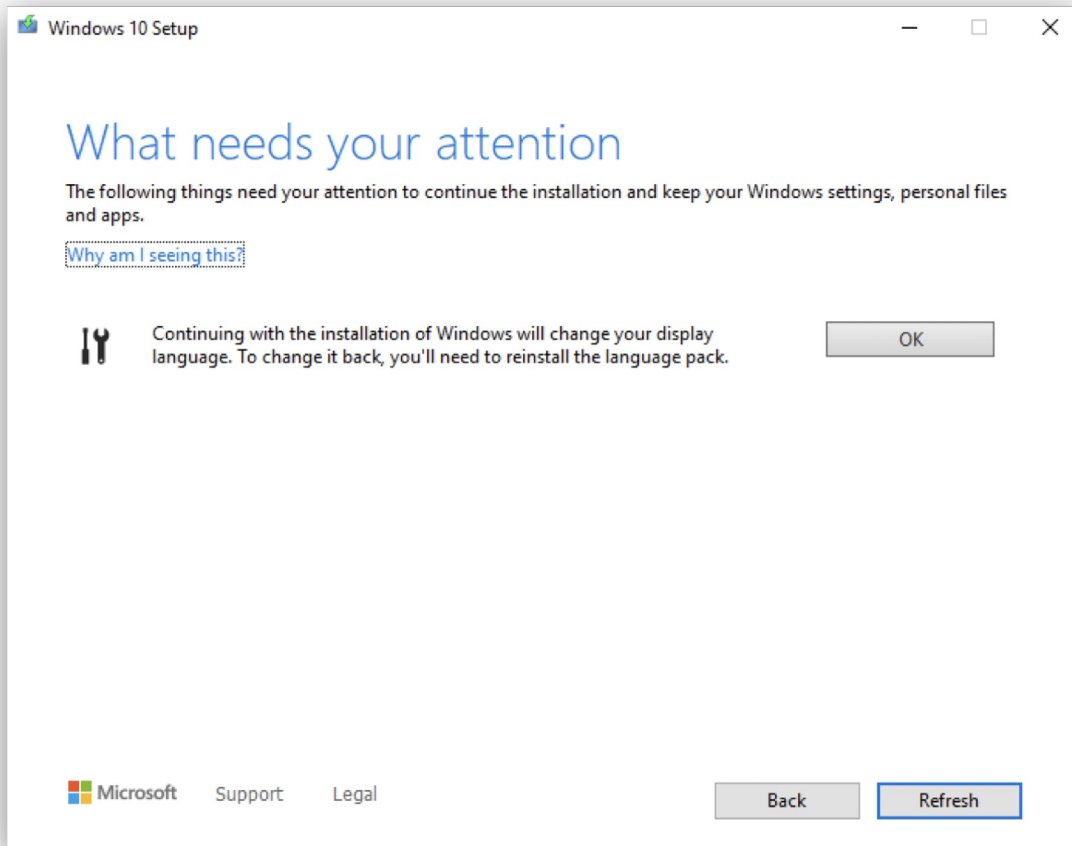 Windows 10 Setup
What needs your attention
The following things need your attention to continue the installation and keep your Windows settings, personal files
and apps.
Why am I seeing this?
Continuing with the installation of Windows will change your display
language. To change it back, you'll need to reinstall the language pack.
OK
Microsoft Support Legal
Back Refresh